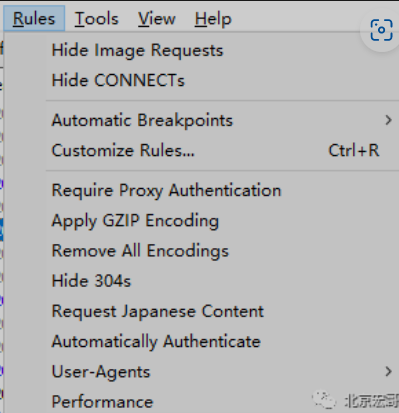 Rules Tools View Help
Hide Image Requests
Hide CONNECTs
Automatic Breakpoints
Customize Rules... Ctrl+R
Require Proxy Authentication
Apply GZIP Encoding
Remove All Encodings
Hide 304s
Request Japanese Content
Automatically Authenticate
User-Agents
Performance
北京宏哥